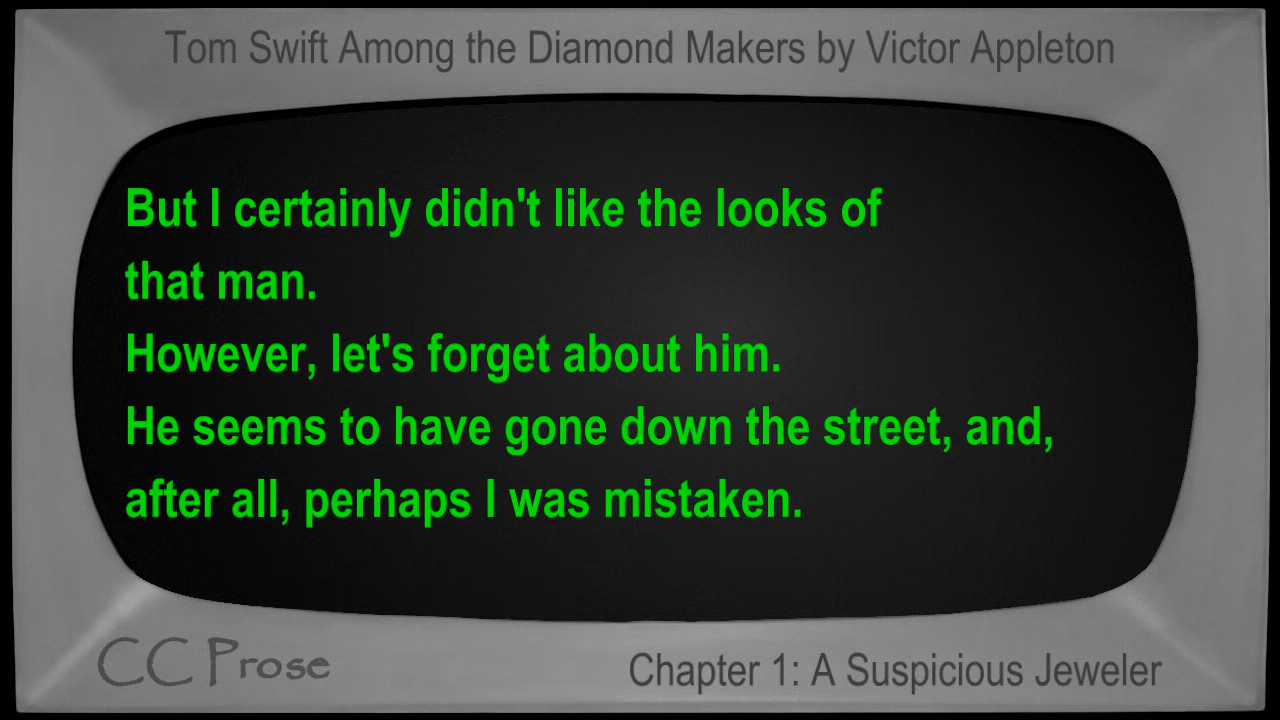 Tom Swift Among the Diamond Makers by Victor Appleton
But I certainly didn't like the looks of
that man.
However, let's forget about him.
He seems to have gone down the street, and,
after all, perhaps I was mistaken.
CC Prose
Chapter 1: A Suspicious Jeweler